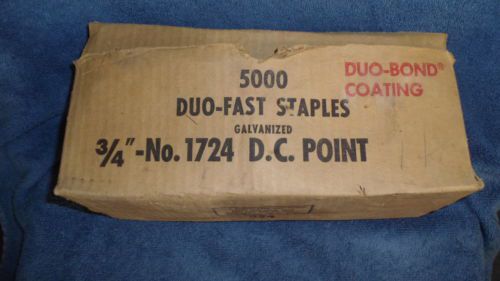 5000
DUO-FAST STAPLES
GALVANIZED
3/4"-No. 1724 D.C. POINT
DUO-BOND®
COATING